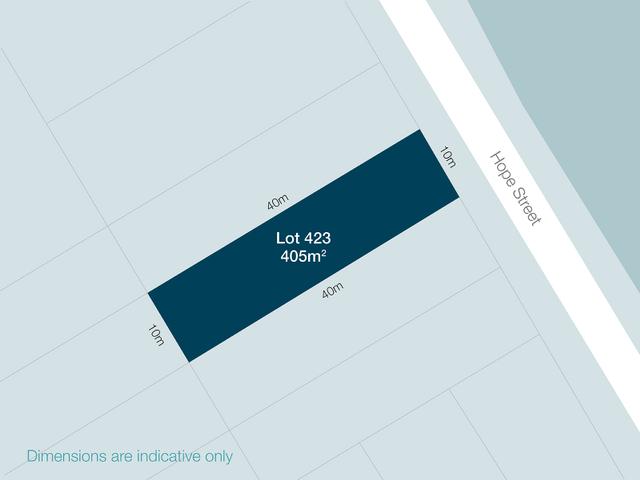 40m
10m
Hope Street
Lot 423
405m²
40m
10m
Dimensions are indicative only